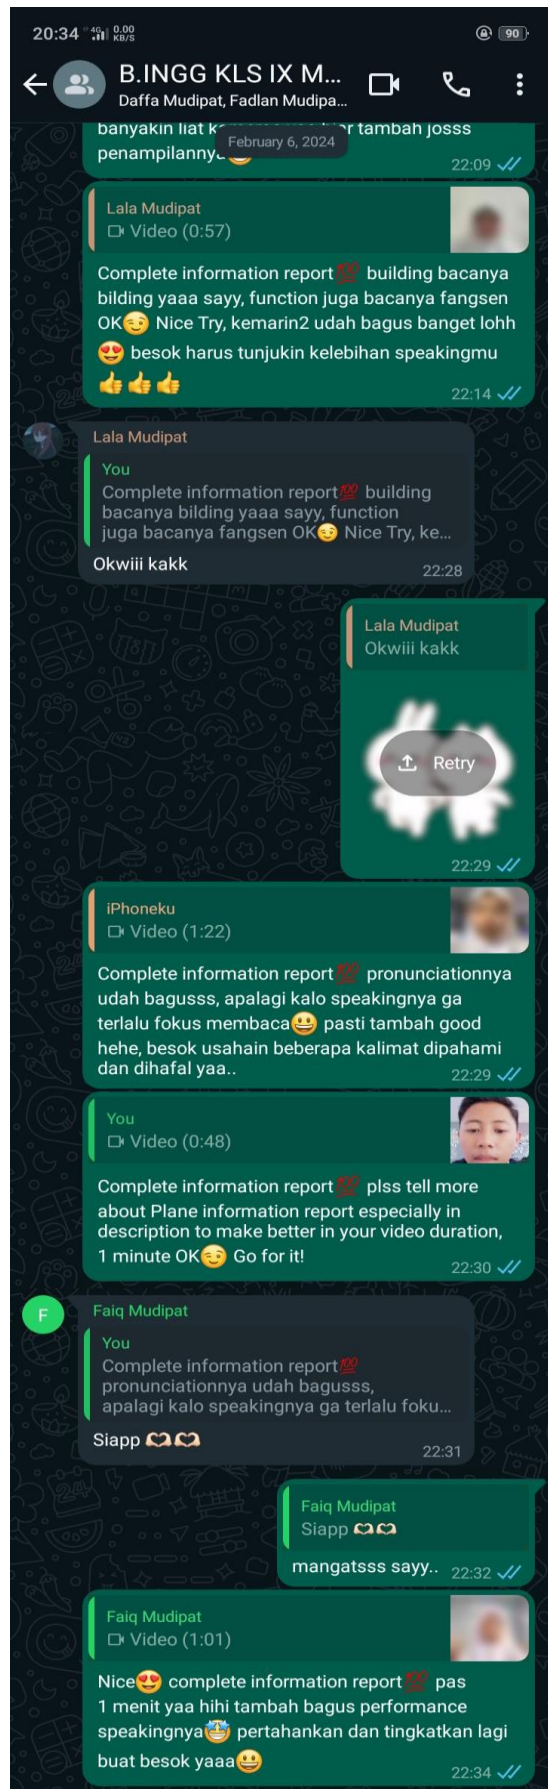 20:34 4G 0.00 KB/S 90
B.INGG KLS IX M...
Daffa Mudipat, Fadlan Mudipa...
banyakin liat
tambah josss
February 6, 2024
penampilannya😄
22:09
Lala Mudipat
Video (0:57)
Complete information report💯 building bacanya
bilding yaaa sayy, function juga bacanya fangsen
OK😉 Nice Try, kemarin2 udah bagus banget lohh
😍 besok harus tunjukin kelebihan speakingmu
👍👍👍
22:14
Lala Mudipat
You
Complete information report💯 building
bacanya bilding yaaa sayy, function
juga bacanya fangsen OK😉 Nice Try, ke...
Okwiii kakk
22:28
Lala Mudipat
Okwiii kakk
Retry
22:29
iPhoneku
Video (1:22)
Complete information report💯 pronunciationnya
udah bagusss, apalagi kalo speakingnya ga
terlalu fokus membaca😃 pasti tambah good
hehe, besok usahain beberapa kalimat dipahami
dan dihafal yaa..
22:29
You
Video (0:48)
Complete information report💯 plss tell more
about Plane information report especially in
description to make better in your video duration,
1 minute OK😉 Go for it!
22:30
F
Faiq Mudipat
You
Complete information report💯
pronunciationnya udah bagusss,
apalagi kalo speakingnya ga terlalu foku...
Siapp 🫶🏻🫶🏻
22:31
Faiq Mudipat
Siapp 🫶🏻🫶🏻
mangatsss sayy..
22:32
Faiq Mudipat
Video (1:01)
Nice😍 complete information report💯 pas
1 menit yaa hihi tambah bagus performance
speakingnya🤩 pertahankan dan tingkatkan lagi
buat besok yaaa😃
22:34